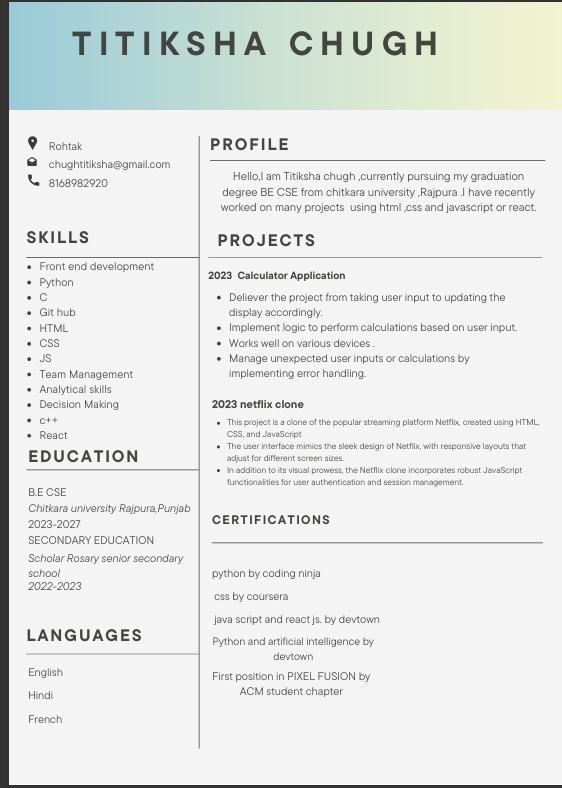 TITIKSHA CHUGH
Rohtak
chughtitiksha@gmail.com
8168982920
SKILLS
• Front end development
• Python
• C
• Git hub
• HTML
• CSS
• JS
• Team Management
• Analytical skills
• Decision Making
• c++
• React
EDUCATION
B.E CSE
Chitkara university Rajpura,Punjab
2023-2027
SECONDARY EDUCATION
Scholar Rosary senior secondary
school
2022-2023
LANGUAGES
English
Hindi
French
PROFILE
Hello,I am Titiksha chugh ,currently pursuing my graduation
degree BE CSE from chitkara university ,Rajpura .I have recently
worked on many projects using html ,css and javascript or react.
PROJECTS
2023 Calculator Application
• Deliever the project from taking user input to updating the
display accordingly.
• Implement logic to perform calculations based on user input.
• Works well on various devices .
• Manage unexpected user inputs or calculations by
implementing error handling.
2023 netflix clone
• This project is a clone of the popular streaming platform Netflix, created using HTML,
CSS, and JavaScript
• The user interface mimics the sleek design of Netflix, with responsive layouts that
adjust for different screen sizes.
• In addition to its visual prowess, the Netflix clone incorporates robust JavaScript
functionalities for user authentication and session management.
CERTIFICATIONS
python by coding ninja
css by coursera
java script and react js. by devtown
Python and artificial intelligence by
devtown
First position in PIXEL FUSION by
ACM student chapter